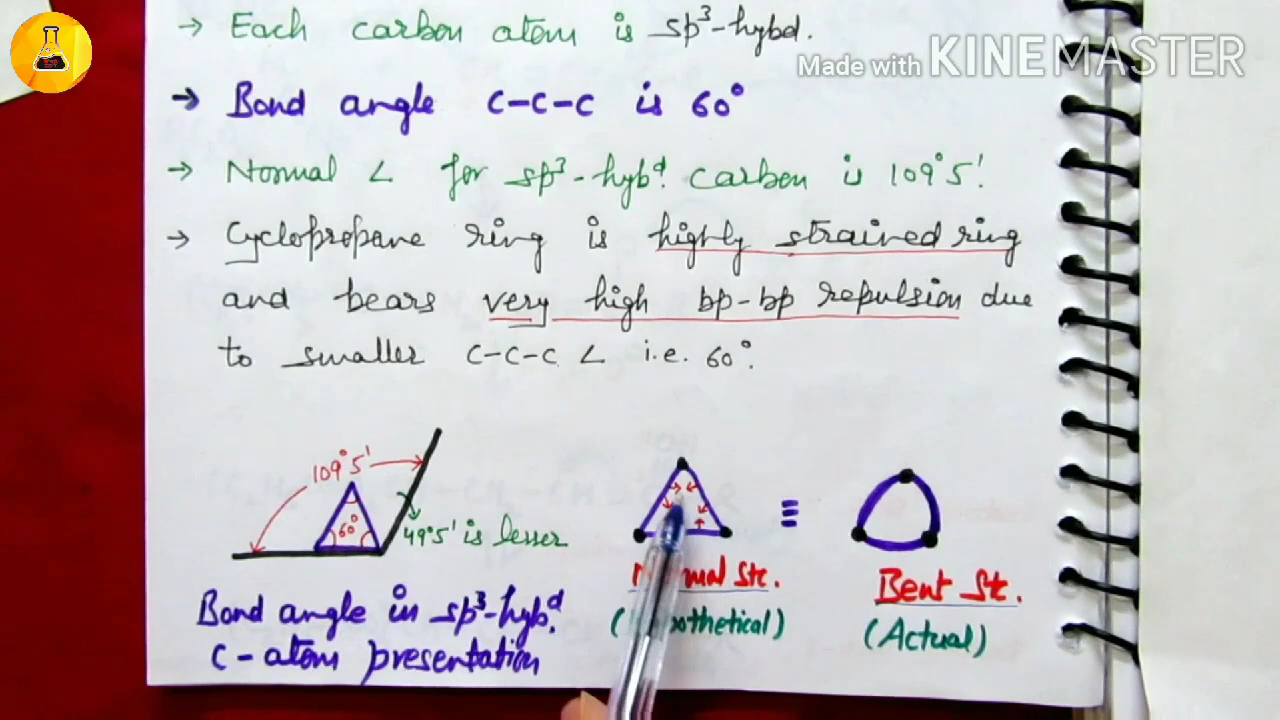 → Each carbon atom is sp³-hybd.
Made with KINEMASTER
→ Bond angle C-C-C is 60°
→ Normal ∠ for sp³-hybᵈ. carbon is 109°5'.
→ Cyclopropane ring is highly strained ring
and bears very high bp-bp repulsion due
to smaller C-C-C ∠ i.e. 60°.
109°5'
60°
49°5' is lesser
≡
Str.
Bent St.
(Actual)
Bond angle in sp³-hybᵈ.
C-atom presentation